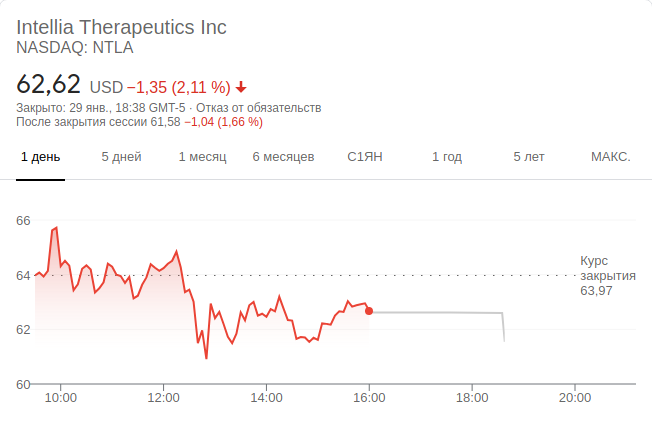 Intellia Therapeutics Inc
NASDAQ: NTLA
62,62 USD −1,35 (2,11 %)
Закрыто: 29 янв., 18:38 GMT-5 · Отказ от обязательств
После закрытия сессии 61,58 −1,04 (1,66 %)
1 день 5 дней 1 месяц 6 месяцев С1ЯН 1 год 5 лет МАКС.
66
64
62
60
Курс
закрытия
63,97
10:00 12:00 14:00 16:00 18:00 20:00